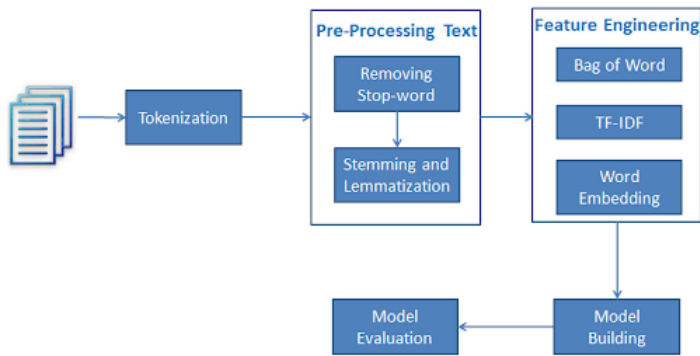 Tokenization
Pre-Processing Text
Removing
Stop-word
Stemming and
Lemmatization
Feature Engineering
Bag of Word
TF-IDF
Word
Embedding
Model
Building
Model
Evaluation